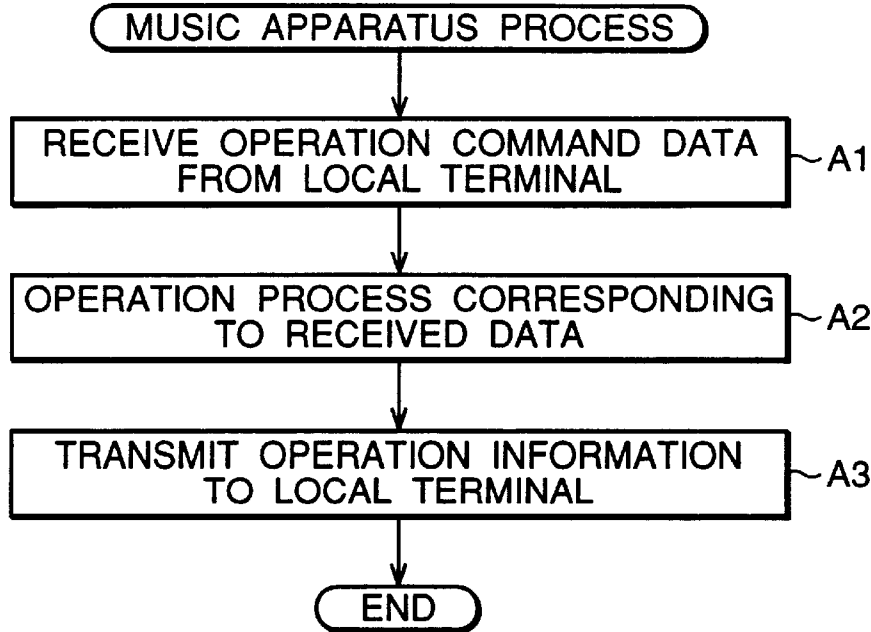 MUSIC APPARATUS PROCESS
RECEIVE OPERATION COMMAND DATA
FROM LOCAL TERMINAL
A1
OPERATION PROCESS CORRESPONDING
TO RECEIVED DATA
A2
TRANSMIT OPERATION INFORMATION
TO LOCAL TERMINAL
A3
END